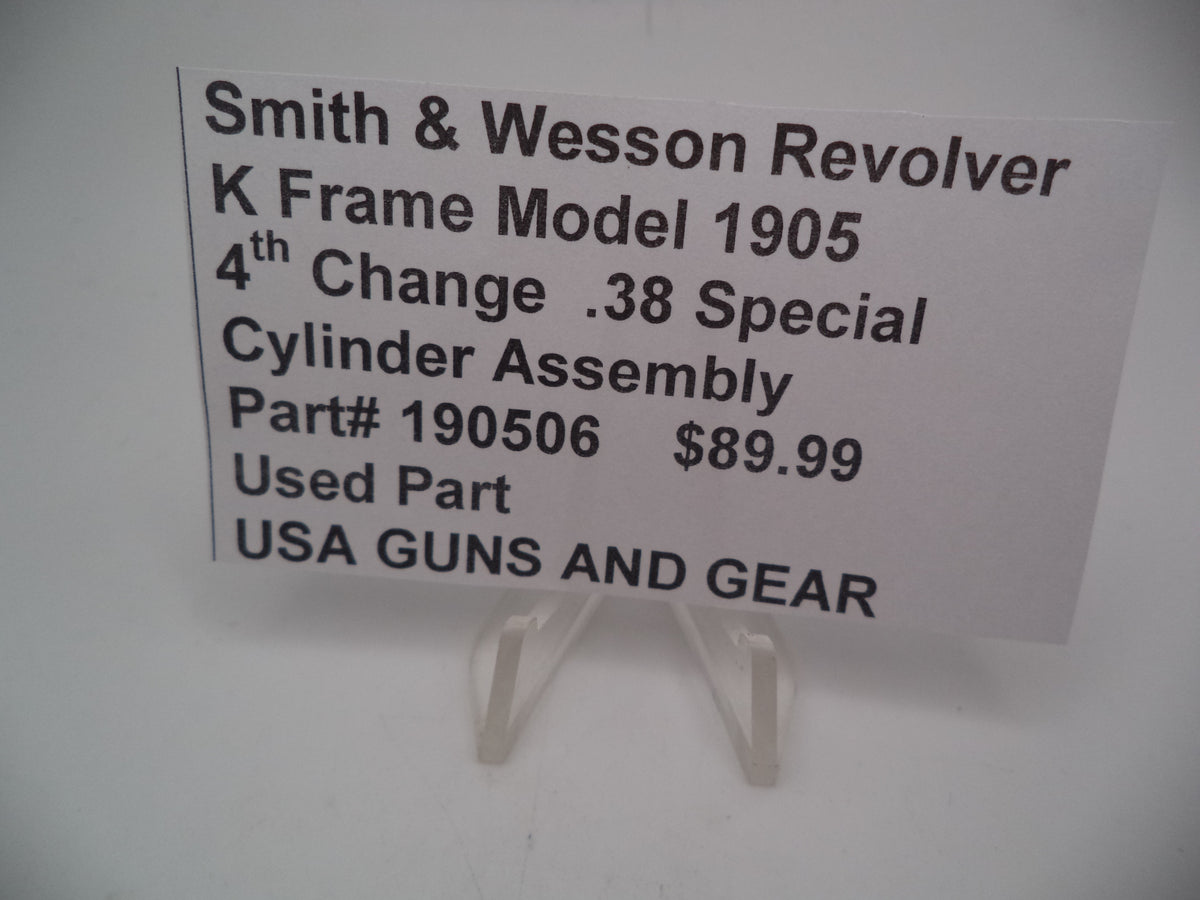 Smith & Wesson Revolver
K Frame Model 1905
4th Change .38 Special
Cylinder Assembly
Part# 190506 $89.99
Used Part
USA GUNS AND GEAR